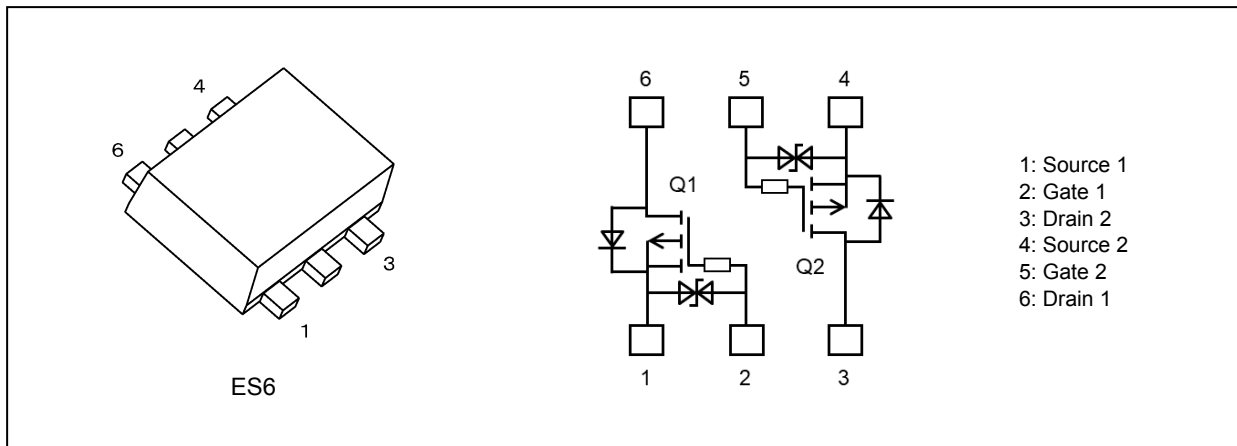 4
6
3
1
ES6
6
5
4
Q1
Q2
1
2
3
1: Source 1
2: Gate 1
3: Drain 2
4: Source 2
5: Gate 2
6: Drain 1